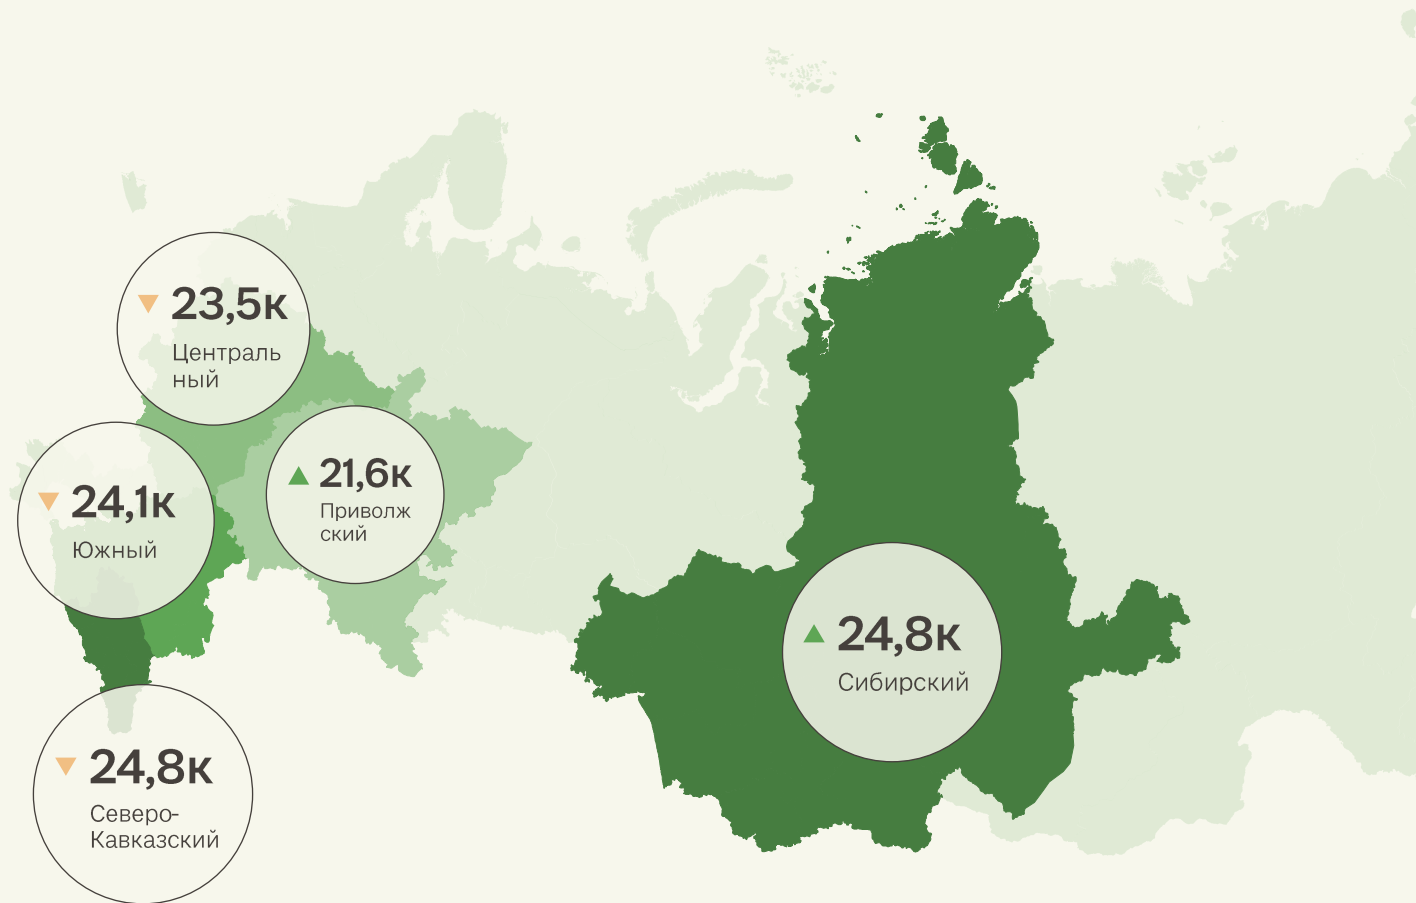 23,5к
Централь
ный
24,1к
Южный
21,6к
Приволж
ский
24,8к
Сибирский
24,8к
Северо-
Кавказский